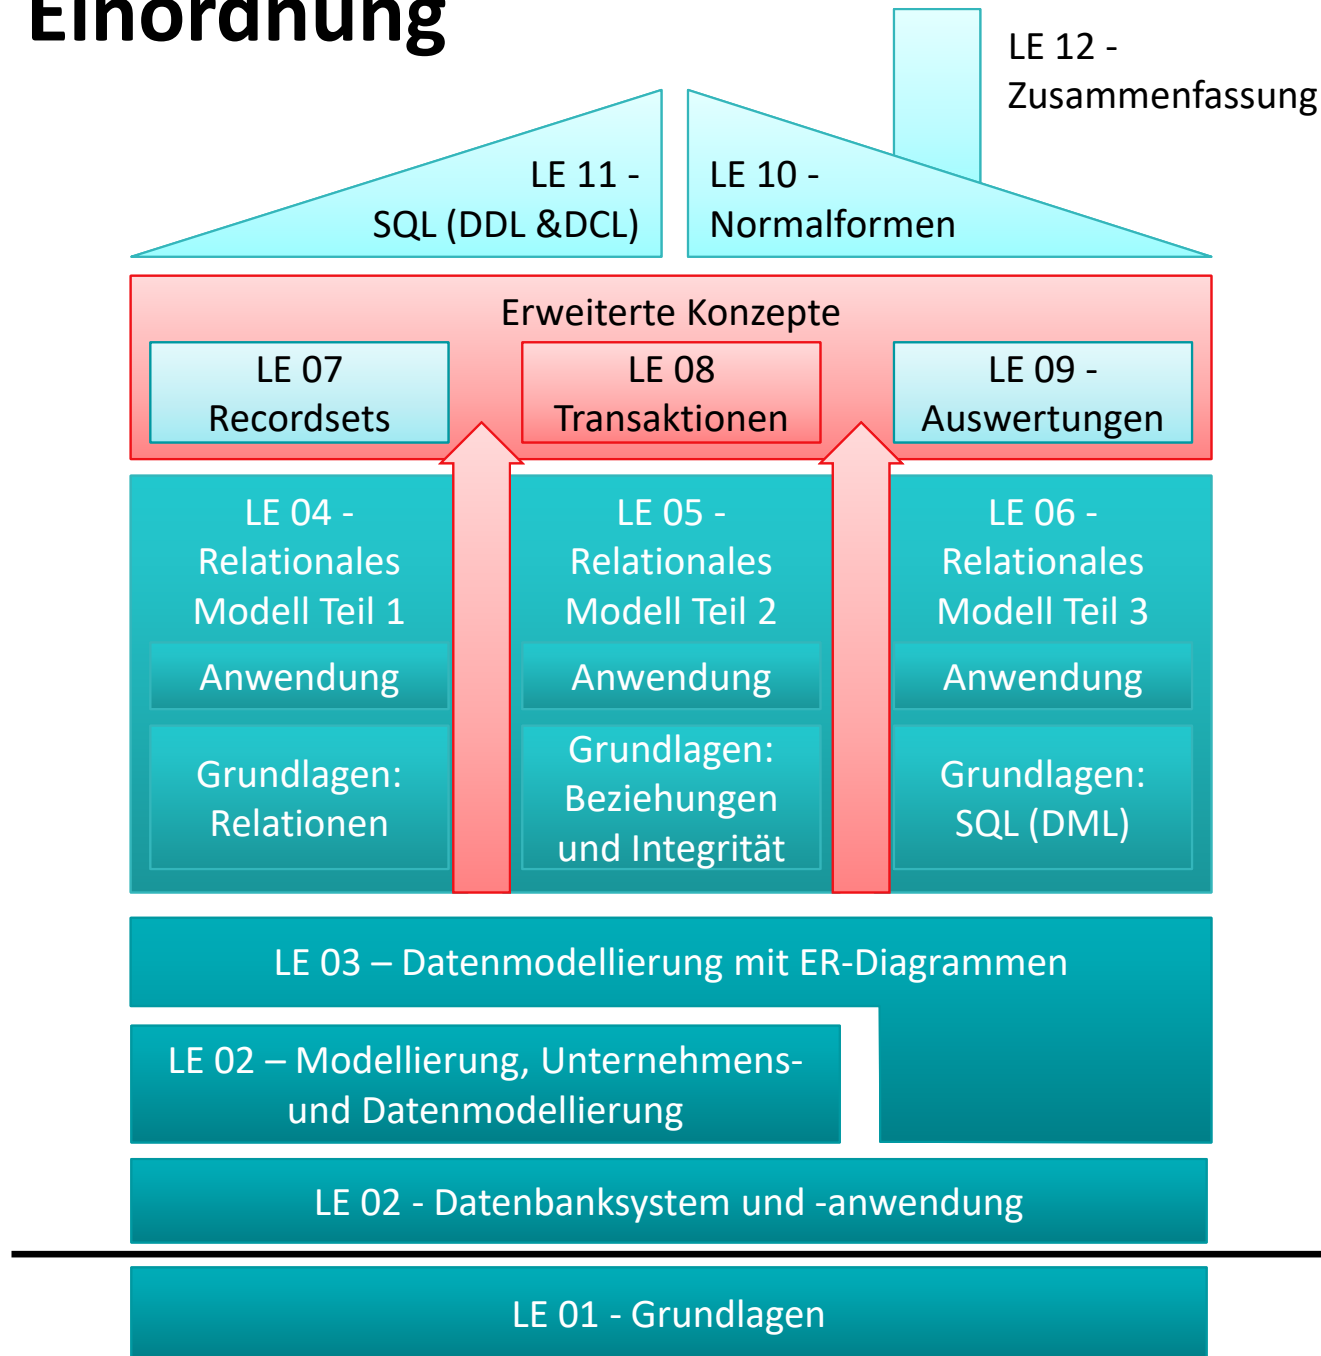 Einordnung
LE 12 -
Zusammenfassung
LE 11 -
SQL (DDL &DCL)
LE 10 -
Normalformen
Erweiterte Konzepte
LE 07
Recordsets
LE 08
Transaktionen
LE 09 -
Auswertungen
LE 04 -
Relationales
Modell Teil 1
Anwendung
Grundlagen:
Relationen
LE 05 -
Relationales
Modell Teil 2
Anwendung
Grundlagen:
Beziehungen
und Integrität
LE 06 -
Relationales
Modell Teil 3
Anwendung
Grundlagen:
SQL (DML)
LE 03 – Datenmodellierung mit ER-Diagrammen
LE 02 – Modellierung, Unternehmens-
und Datenmodellierung
LE 02 - Datenbanksystem und -anwendung
LE 01 - Grundlagen